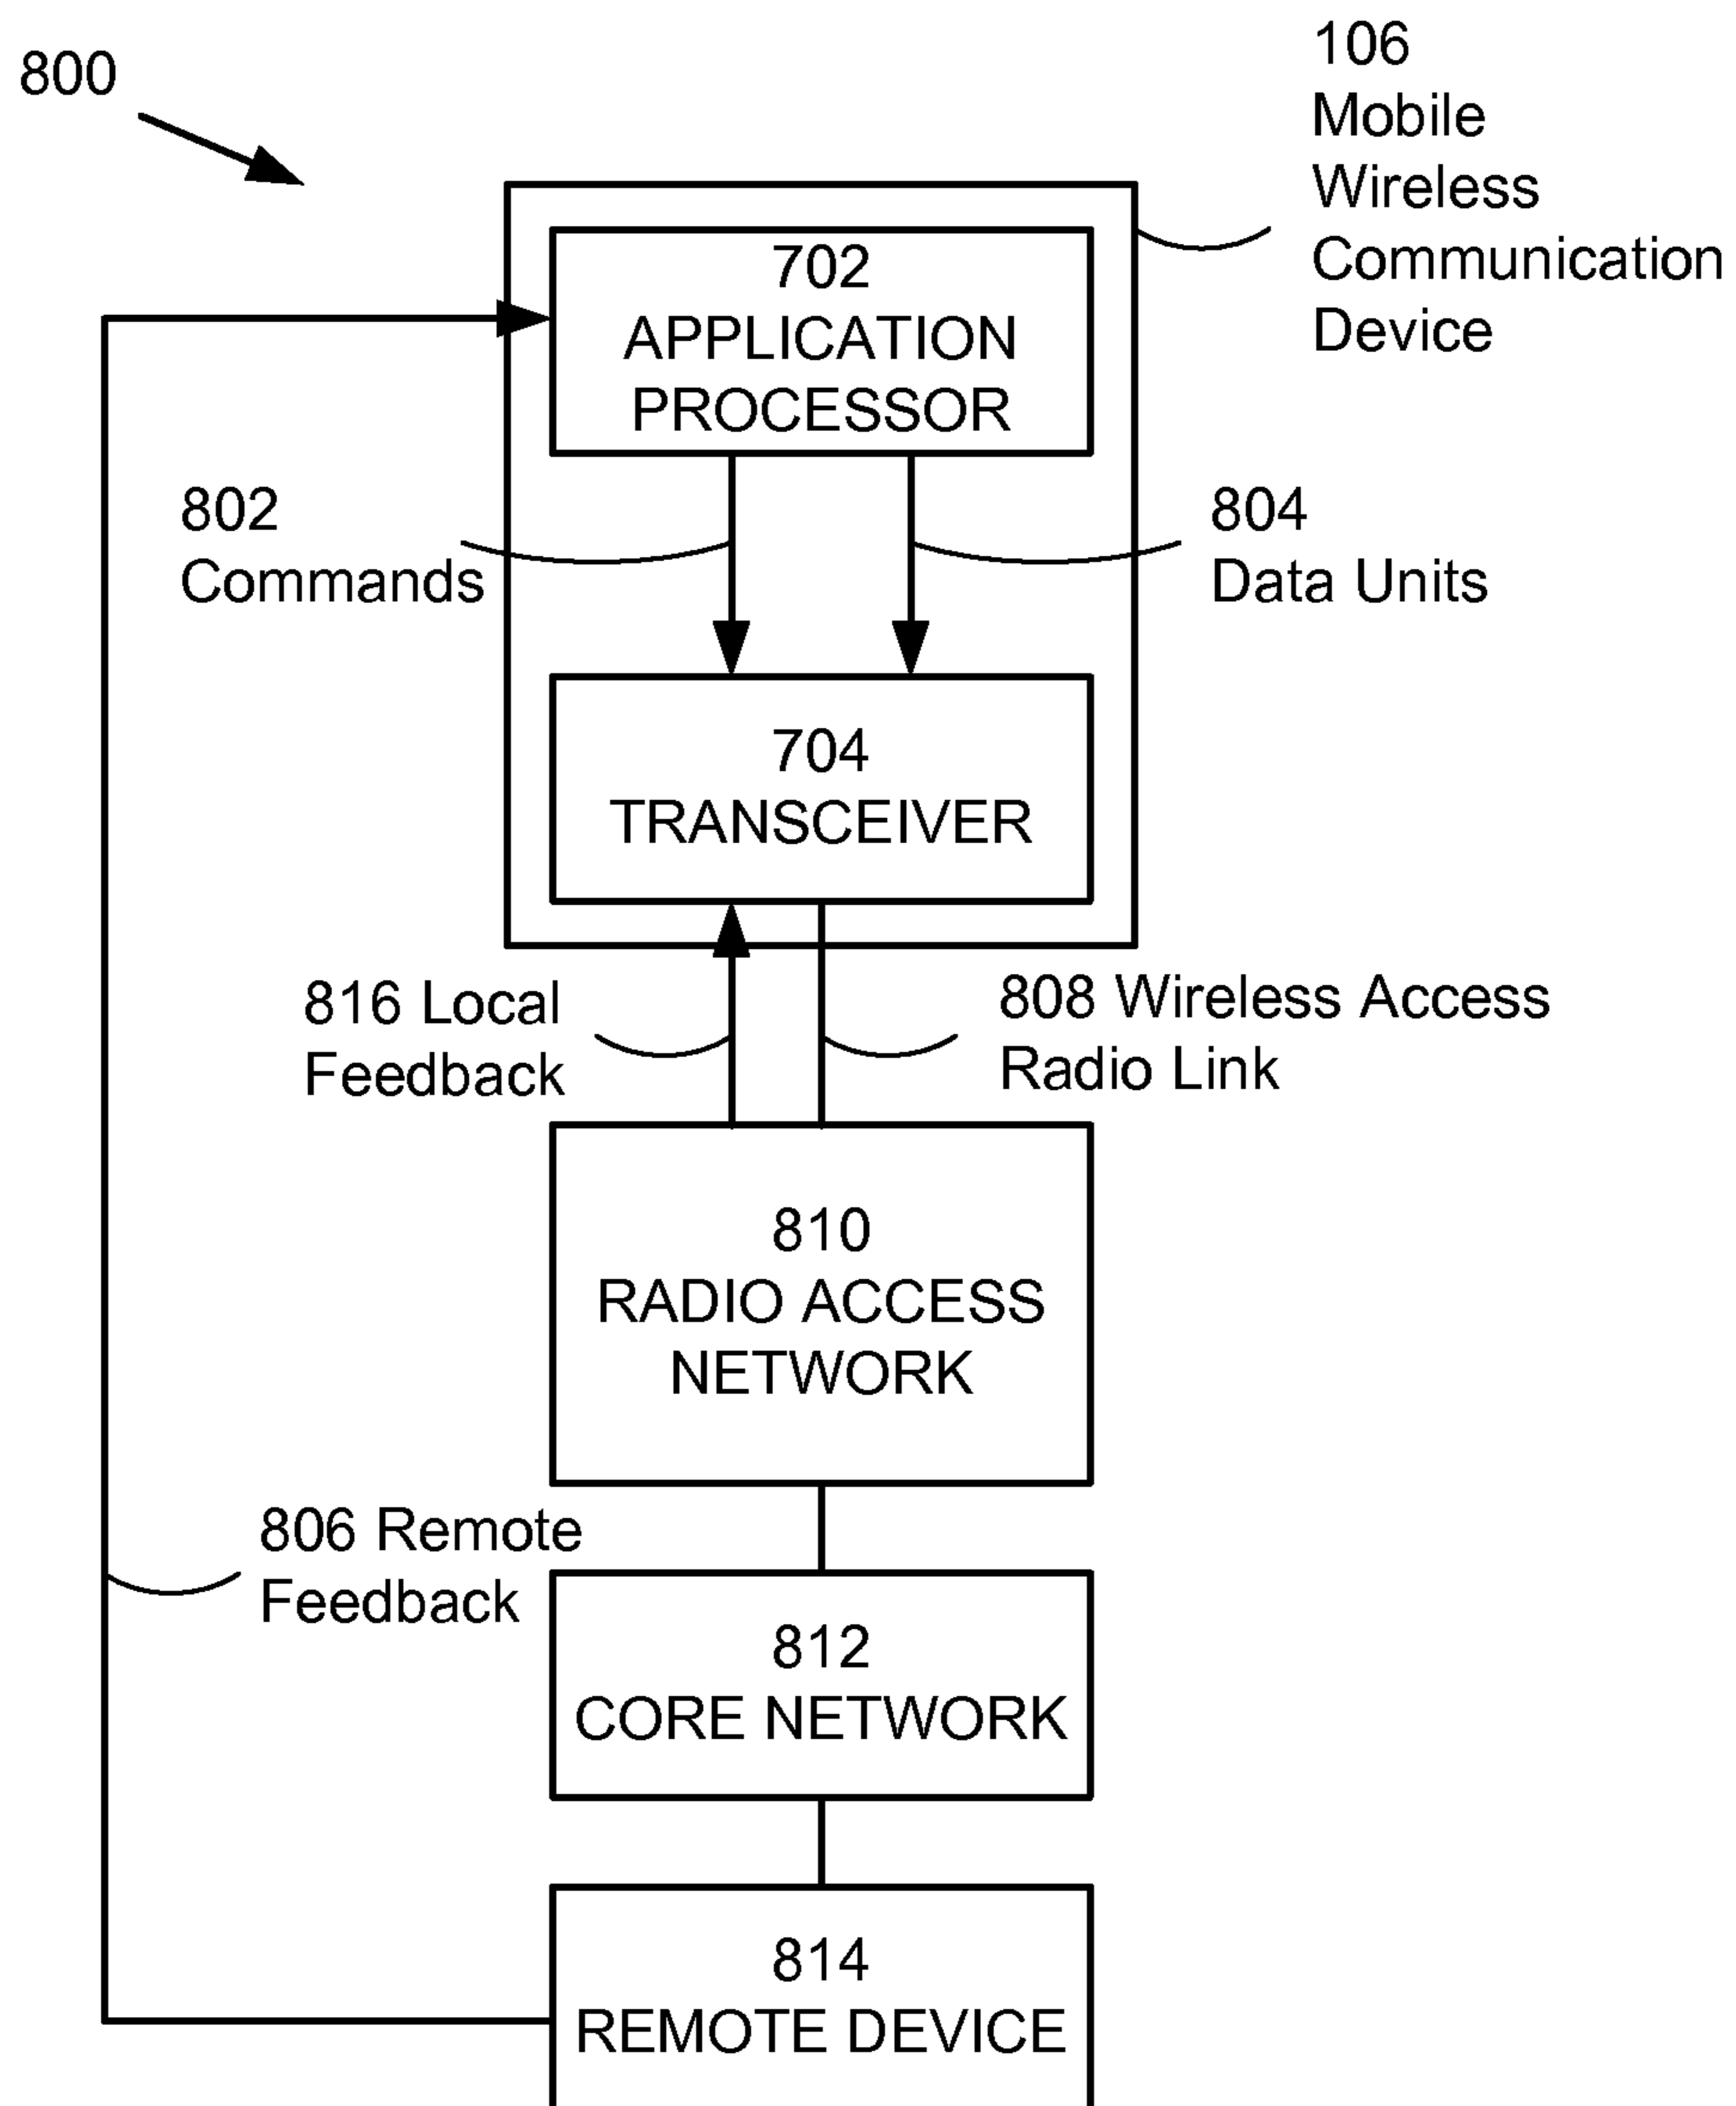 800
106
Mobile
Wireless
Communication
Device
702
APPLICATION
PROCESSOR
802
Commands
804
Data Units
704
TRANSCEIVER
816 Local
Feedback
808 Wireless Access
Radio Link
810
RADIO ACCESS
NETWORK
806 Remote
Feedback
812
CORE NETWORK
814
REMOTE DEVICE